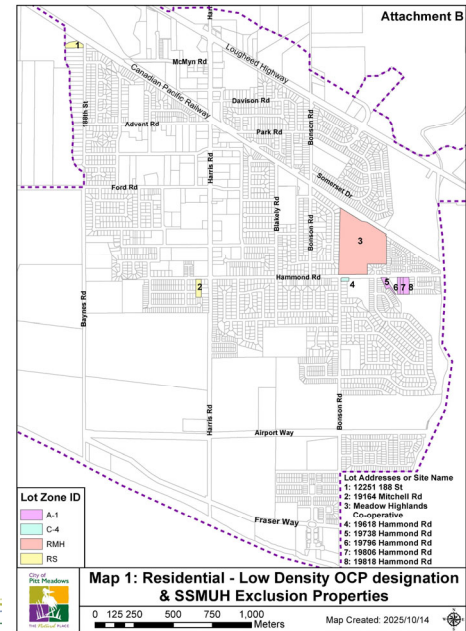 Attachment B
Harri
1
McMyn Rd
Lougheed Highway
Canadian Pacific Railway
188th St
Davison Rd
Bonson Rd
Advent Rd
Park Rd
Harris Rd
Somerset Dr
Ford Rd
Blakely Rd
Bonson Rd
3
Hammond Rd
2
4
5
6
7
8
Baynes Rd
Harris Rd
Bonson Rd
Airport Way
Fraser Way
Lot Addresses or Site Name
1: 12251 188 St
2: 19164 Mitchell Rd
3: Meadow Highlands
Co-operative
4: 19618 Hammond Rd
5: 19738 Hammond Rd
6: 19796 Hammond Rd
7: 19806 Hammond Rd
8: 19818 Hammond Rd
Lot Zone ID
A-1
C-4
RMH
RS
City of
Pitt Meadows
THE Natural PLACE
Map 1: Residential - Low Density OCP designation
& SSMUH Exclusion Properties
0 125 250 500 750 1,000
Meters
Map Created: 2025/10/14